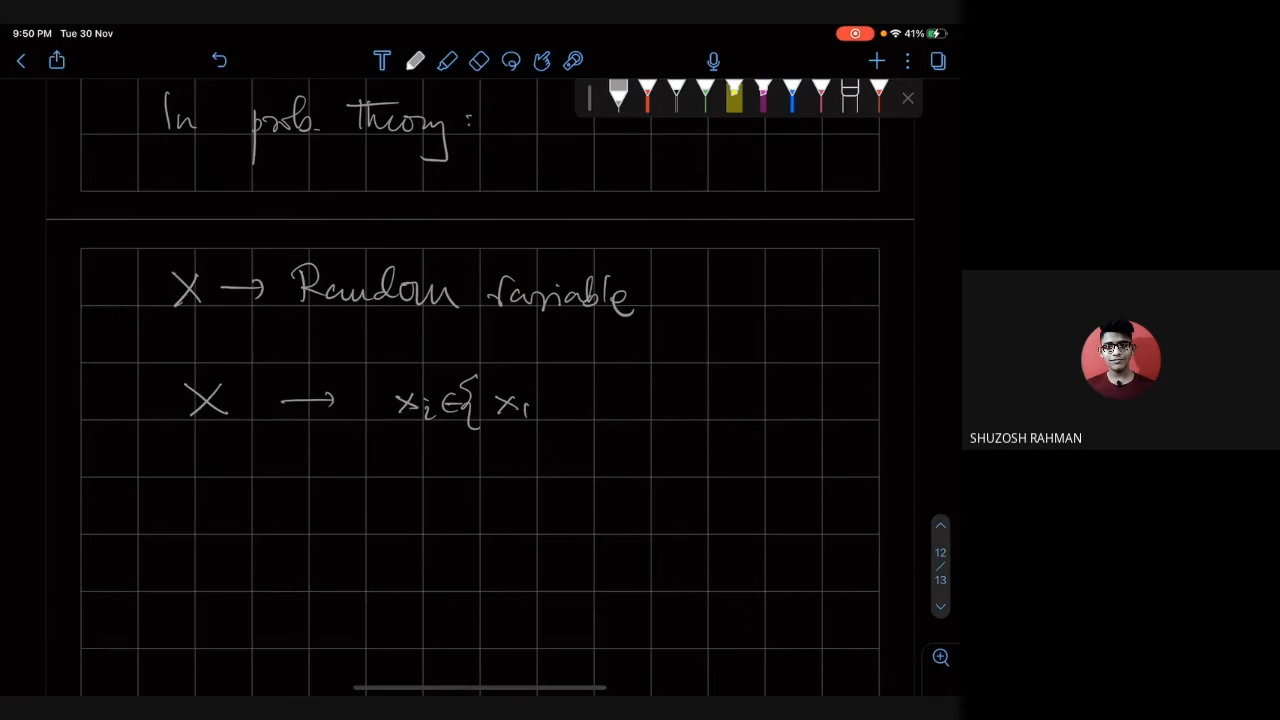 9:50 PM Tue 30 Nov
41%
T
In prob. theory:
X → Random variable
X → xᵢ ∈ { x₁
SHUZOSH RAHMAN
12
/
13